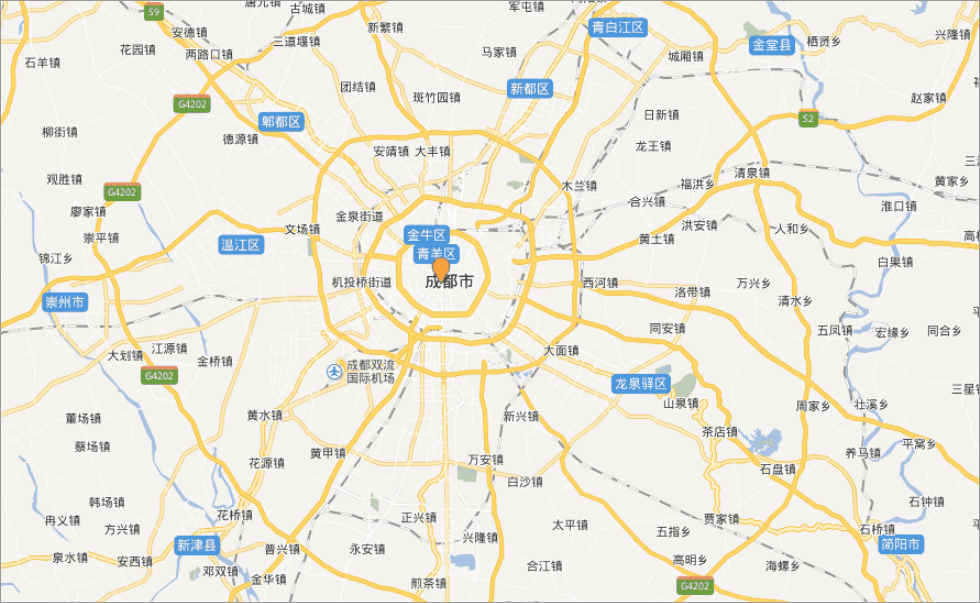 唐元镇
古城镇
军屯镇
S9
安德镇
新繁镇
青白江区
兴隆镇
花园镇
两路口镇
三道堰镇
马家镇
城厢镇
金堂县
栖贤乡
石羊镇
团结镇
新都区
G4202
斑竹园镇
赵家镇
郫都区
日新镇
S2
柳街镇
德源镇
安靖镇
大丰镇
龙王镇
观胜镇
G4202
木兰镇
福洪乡
清泉镇
黄家乡
廖家镇
金泉街道
合兴镇
淮口镇
崇平镇
温江区
文场镇
金牛区
黄土镇
洪安镇
人和乡
锦江乡
青羊区
白果镇
机投桥街道
成都市
西河镇
洛带镇
万兴乡
清水乡
崇州市
同安镇
五凤镇
宏缘乡
同合乡
大划镇
江源镇
金桥镇
大面镇
G4202
成都双流
国际机场
龙泉驿区
山泉镇
周家乡
壮溪乡
董场镇
黄水镇
新兴镇
茶店镇
蔡场镇
黄甲镇
平窝乡
花源镇
万安镇
白沙镇
石盘镇
养马镇
韩场镇
石钟镇
冉义镇
方兴镇
花桥镇
正兴镇
太平镇
贾家镇
五指乡
石桥镇
泉水镇
安西镇
新津县
普兴镇
永安镇
兴隆镇
简阳市
邓双镇
金华镇
煎茶镇
合江镇
高明乡
海螺乡
G4202